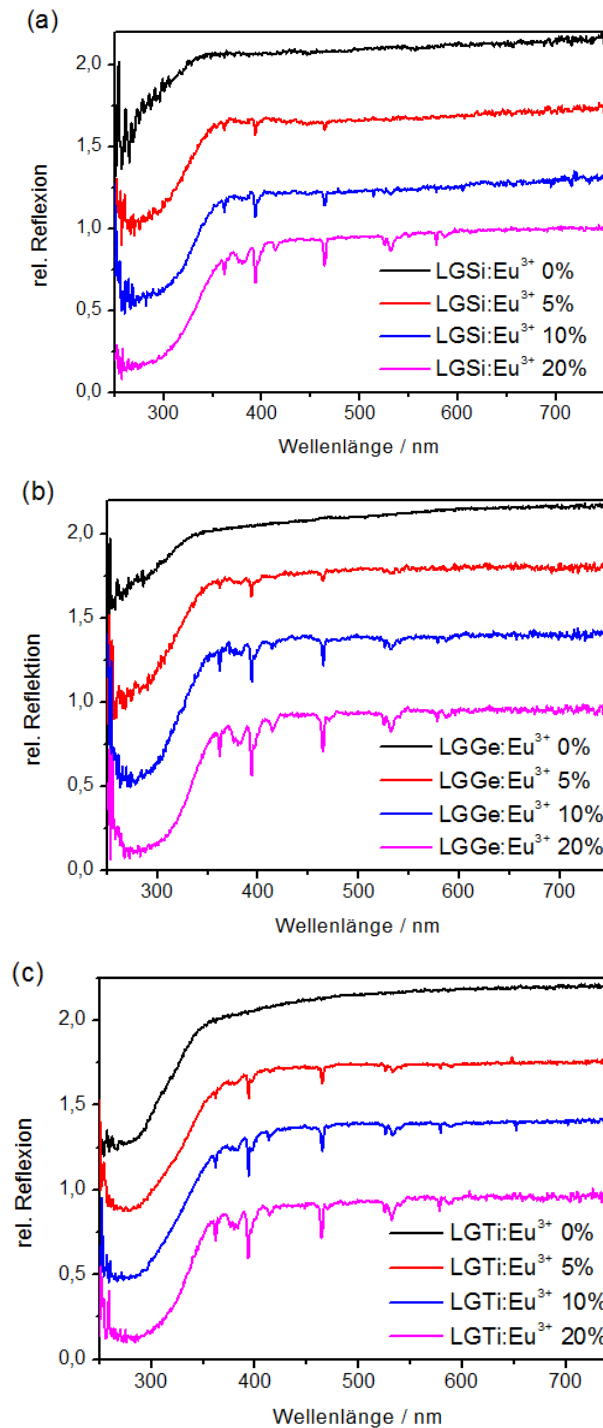 (a)
2,0
1,5
1,0
0,5
0,0
rel. Reflexion
LGSi:Eu³⁺ 0%
LGSi:Eu³⁺ 5%
LGSi:Eu³⁺ 10%
LGSi:Eu³⁺ 20%
300 400 500 600 700
Wellenlänge / nm
(b)
2,0
1,5
1,0
0,5
0,0
rel. Reflektion
LGGe:Eu³⁺ 0%
LGGe:Eu³⁺ 5%
LGGe:Eu³⁺ 10%
LGGe:Eu³⁺ 20%
300 400 500 600 700
Wellenlänge / nm
(c)
2,0
1,5
1,0
0,5
0,0
rel. Reflexion
LGTi:Eu³⁺ 0%
LGTi:Eu³⁺ 5%
LGTi:Eu³⁺ 10%
LGTi:Eu³⁺ 20%
300 400 500 600 700
Wellenlänge / nm